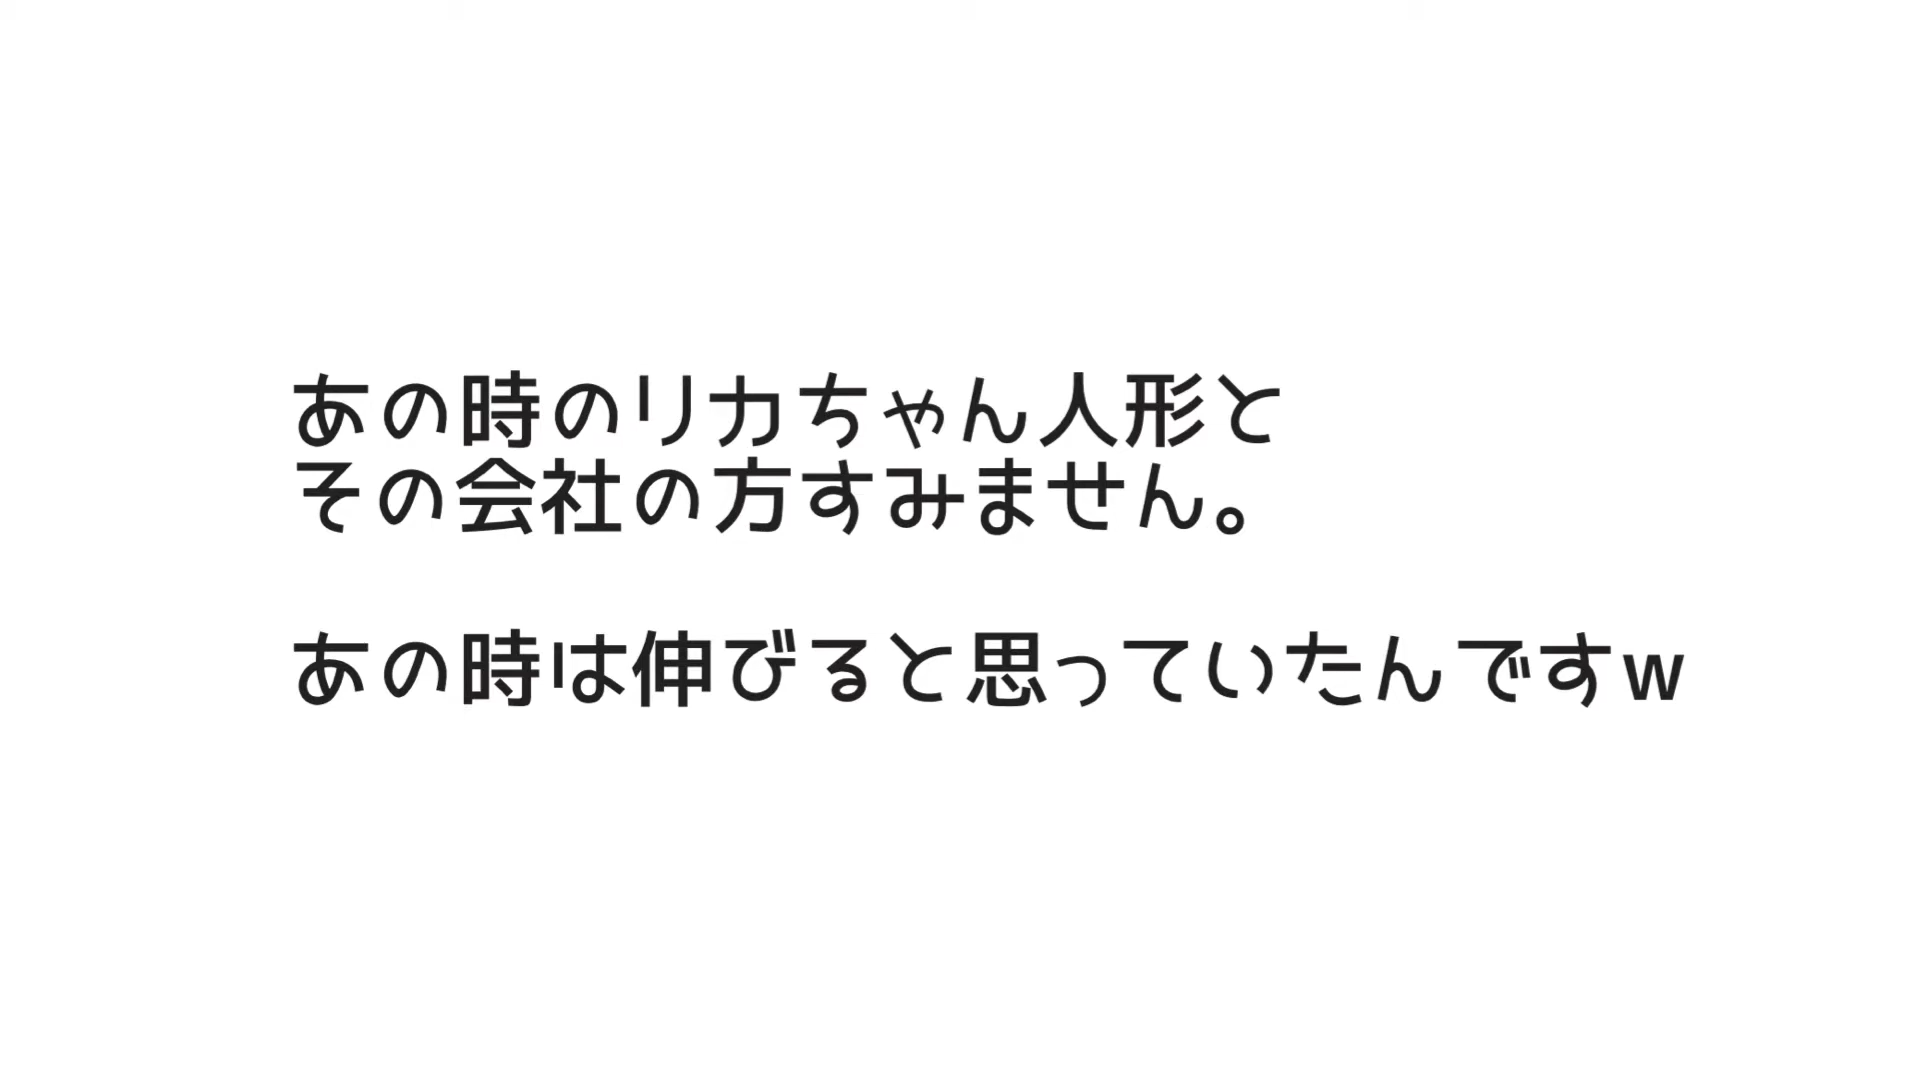 あの時のリカちゃん人形と
その会社の方すみません。
あの時は伸びると思っていたんですw